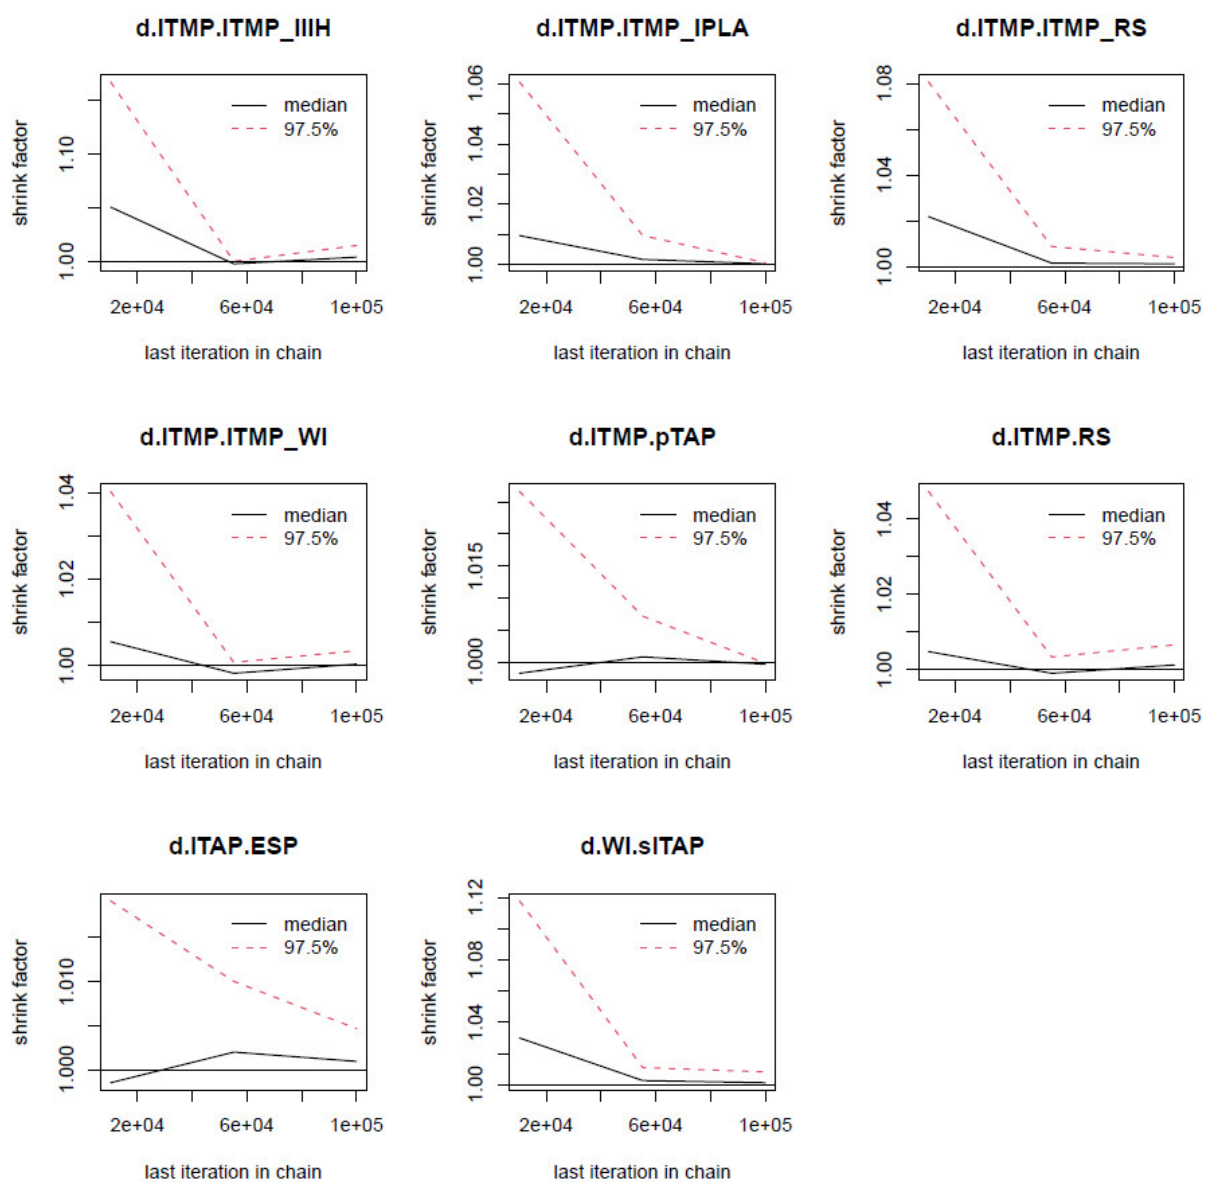 d.ITMP.ITMP_IIIH
shrink factor
1.00
1.10
median
97.5%
2e+04
6e+04
1e+05
last iteration in chain
d.ITMP.ITMP_IPLA
shrink factor
1.00
1.02
1.04
1.06
median
97.5%
2e+04
6e+04
1e+05
last iteration in chain
d.ITMP.ITMP_RS
shrink factor
1.00
1.04
1.08
median
97.5%
2e+04
6e+04
1e+05
last iteration in chain
d.ITMP.ITMP_WI
shrink factor
1.00
1.02
1.04
median
97.5%
2e+04
6e+04
1e+05
last iteration in chain
d.ITMP.pTAP
shrink factor
1.000
1.015
median
97.5%
2e+04
6e+04
1e+05
last iteration in chain
d.ITMP.RS
shrink factor
1.00
1.02
1.04
median
97.5%
2e+04
6e+04
1e+05
last iteration in chain
d.ITAP.ESP
shrink factor
1.000
1.010
median
97.5%
2e+04
6e+04
1e+05
last iteration in chain
d.WI.sITAP
shrink factor
1.00
1.04
1.08
1.12
median
97.5%
2e+04
6e+04
1e+05
last iteration in chain